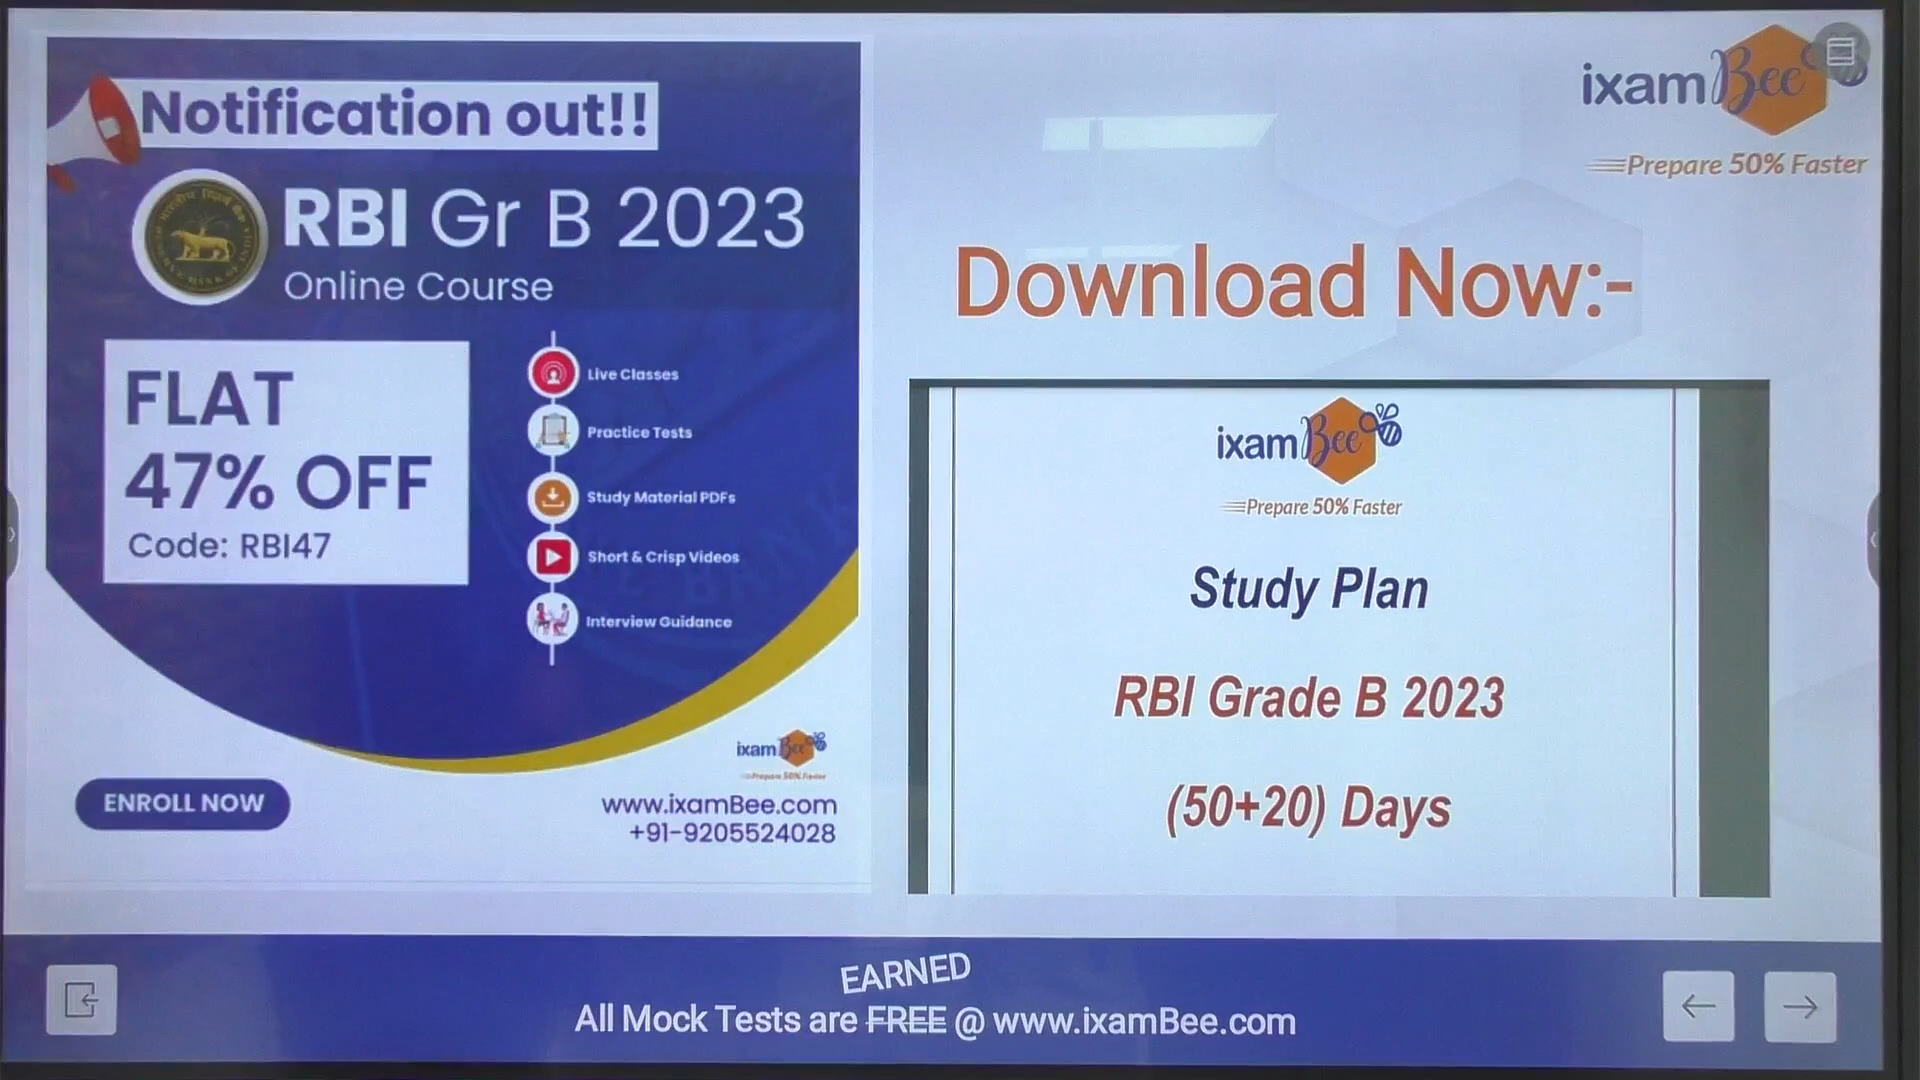 Notification out!!
RBI Gr B 2023
Online Course
FLAT
47% OFF
Code: RBI47
Live Classes
Practice Tests
Study Material PDFs
Short & Crisp Videos
Interview Guidance
ixamBee
Prepare 50% Faster
ENROLL NOW
www.ixamBee.com
+91-9205524028
ixamBee
Prepare 50% Faster
Download Now:-
ixamBee
Prepare 50% Faster
Study Plan
RBI Grade B 2023
(50+20) Days
EARNED
All Mock Tests are FREE @ www.ixamBee.com